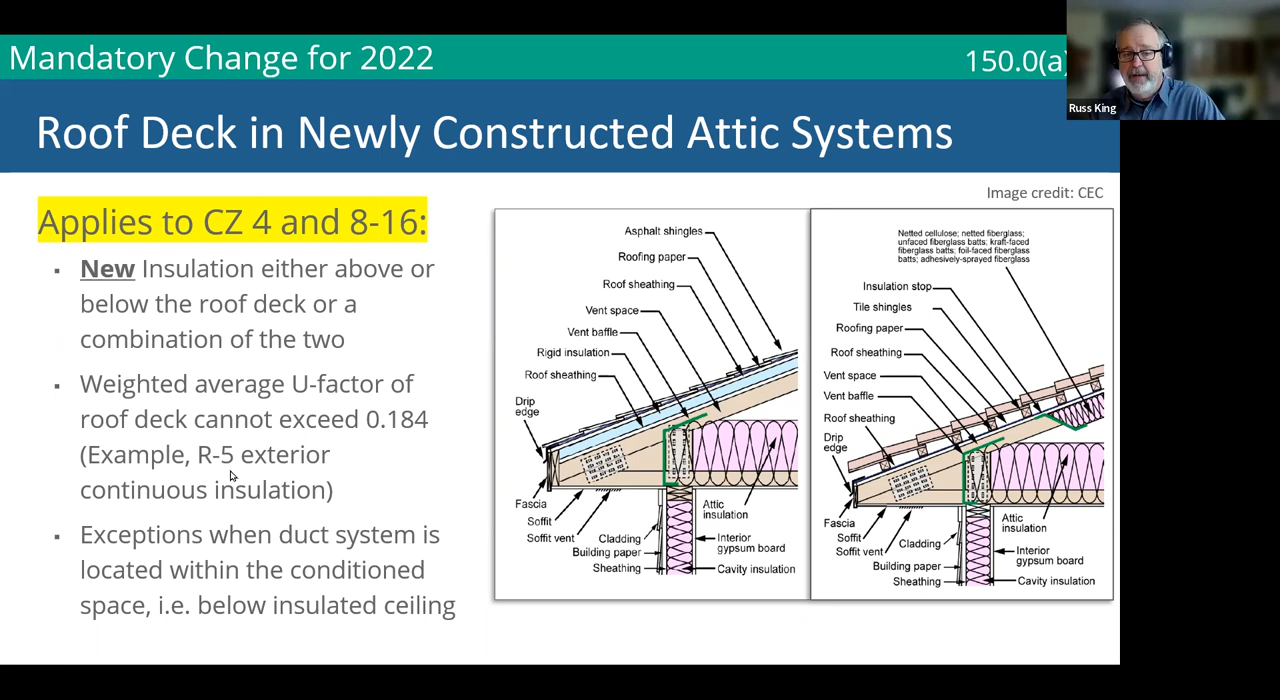 Mandatory Change for 2022
150.0(a)
Russ King
Roof Deck in Newly Constructed Attic Systems
Image credit: CEC
Applies to CZ 4 and 8-16:
▪ New Insulation either above or
below the roof deck or a
combination of the two
▪ Weighted average U-factor of
roof deck cannot exceed 0.184
(Example, R-5 exterior
continuous insulation)
▪ Exceptions when duct system is
located within the conditioned
space, i.e. below insulated ceiling
Asphalt shingles
Roofing paper
Roof sheathing
Vent space
Vent baffle
Rigid insulation
Roof sheathing
Drip
edge
Fascia
Soffit
Soffit vent
Cladding
Building paper
Sheathing
Attic
insulation
Interior
gypsum board
Cavity insulation
Netted cellulose; netted fiberglass;
unfaced fiberglass batts; kraft-faced
fiberglass batts; foil-faced fiberglass
batts; adhesively-sprayed fiberglass
Insulation stop
Tile shingles
Roofing paper
Roof sheathing
Vent space
Vent baffle
Roof sheathing
Drip
edge
Fascia
Soffit
Soffit vent
Cladding
Building paper
Sheathing
Attic
insulation
Interior
gypsum board
Cavity insulation